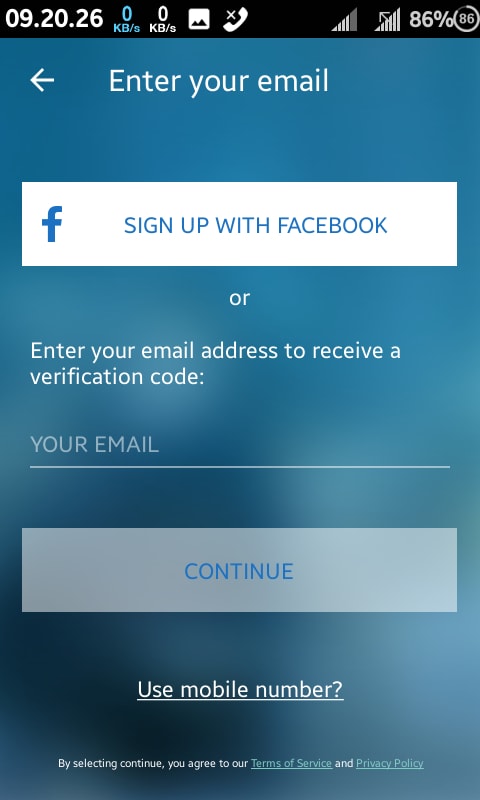 09.20.26 0 KB/s 0 KB/s 86% 86
Enter your email
SIGN UP WITH FACEBOOK
or
Enter your email address to receive a
verification code:
YOUR EMAIL
CONTINUE
Use mobile number?
By selecting continue, you agree to our Terms of Service and Privacy Policy